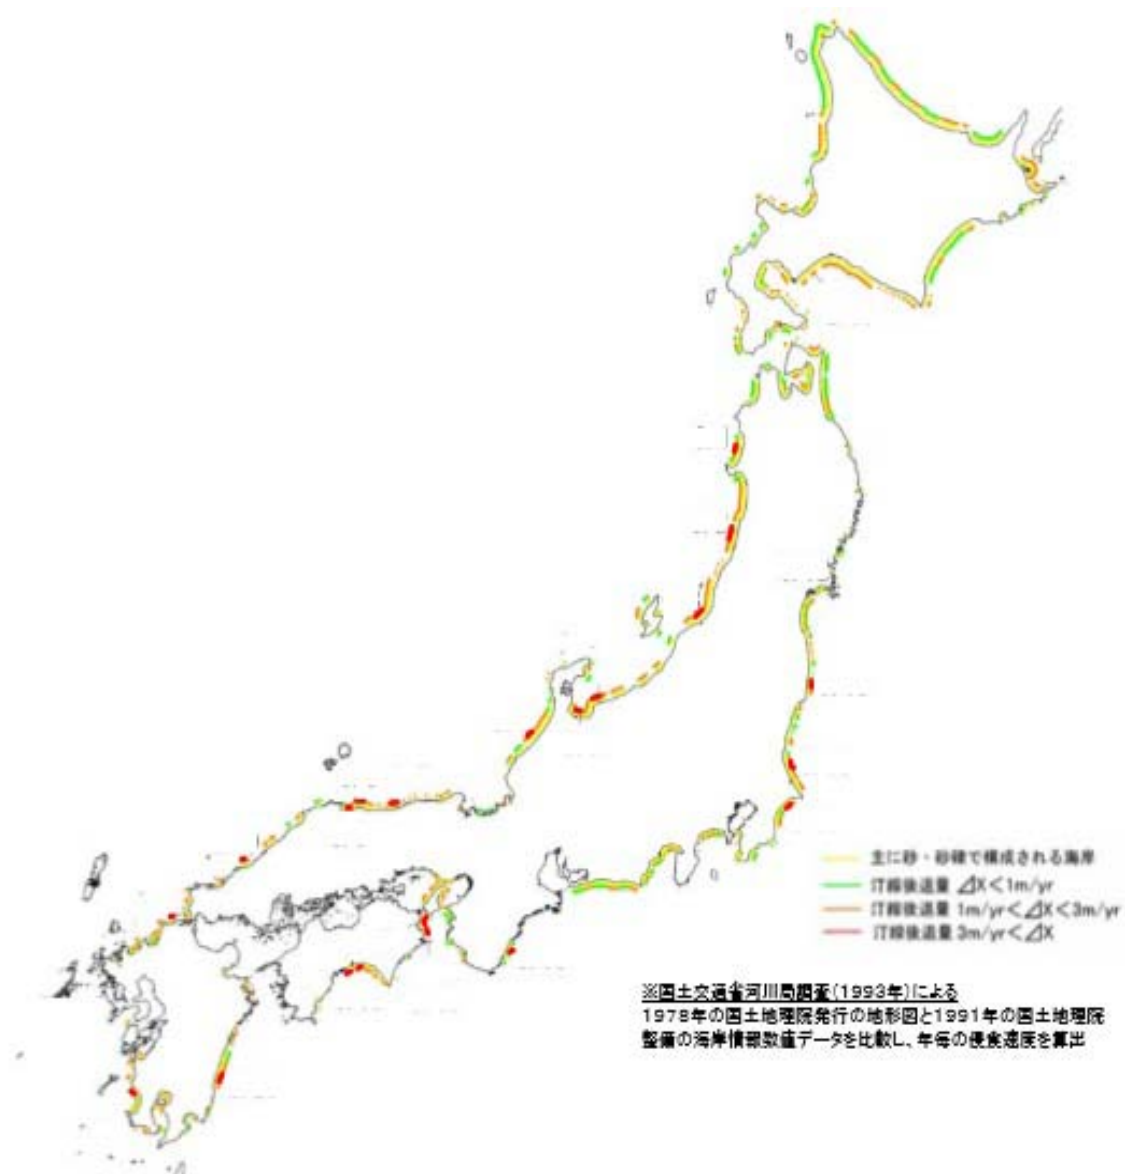 主に砂・砂礫で構成される海岸
汀線後退量 ⊿X<1m/yr
汀線後退量 1m/yr<⊿X<3m/yr
汀線後退量 3m/yr<⊿X
※国土交通省河川局調査(1993年)による
1978年の国土地理院発行の地形図と1991年の国土地理院
整備の海岸情報数値データを比較し、年毎の侵食速度を算出